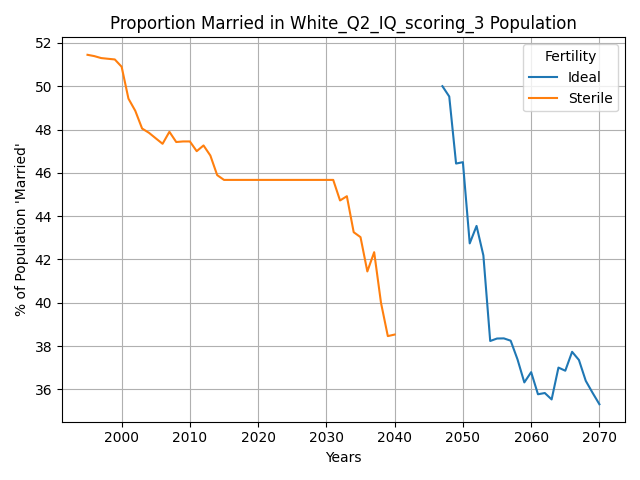 Proportion Married in White_Q2_IQ_scoring_3 Population
Fertility
Ideal
Sterile
% of Population 'Married'
52
50
48
46
44
42
40
38
36
2000
2010
2020
2030
2040
2050
2060
2070
Years